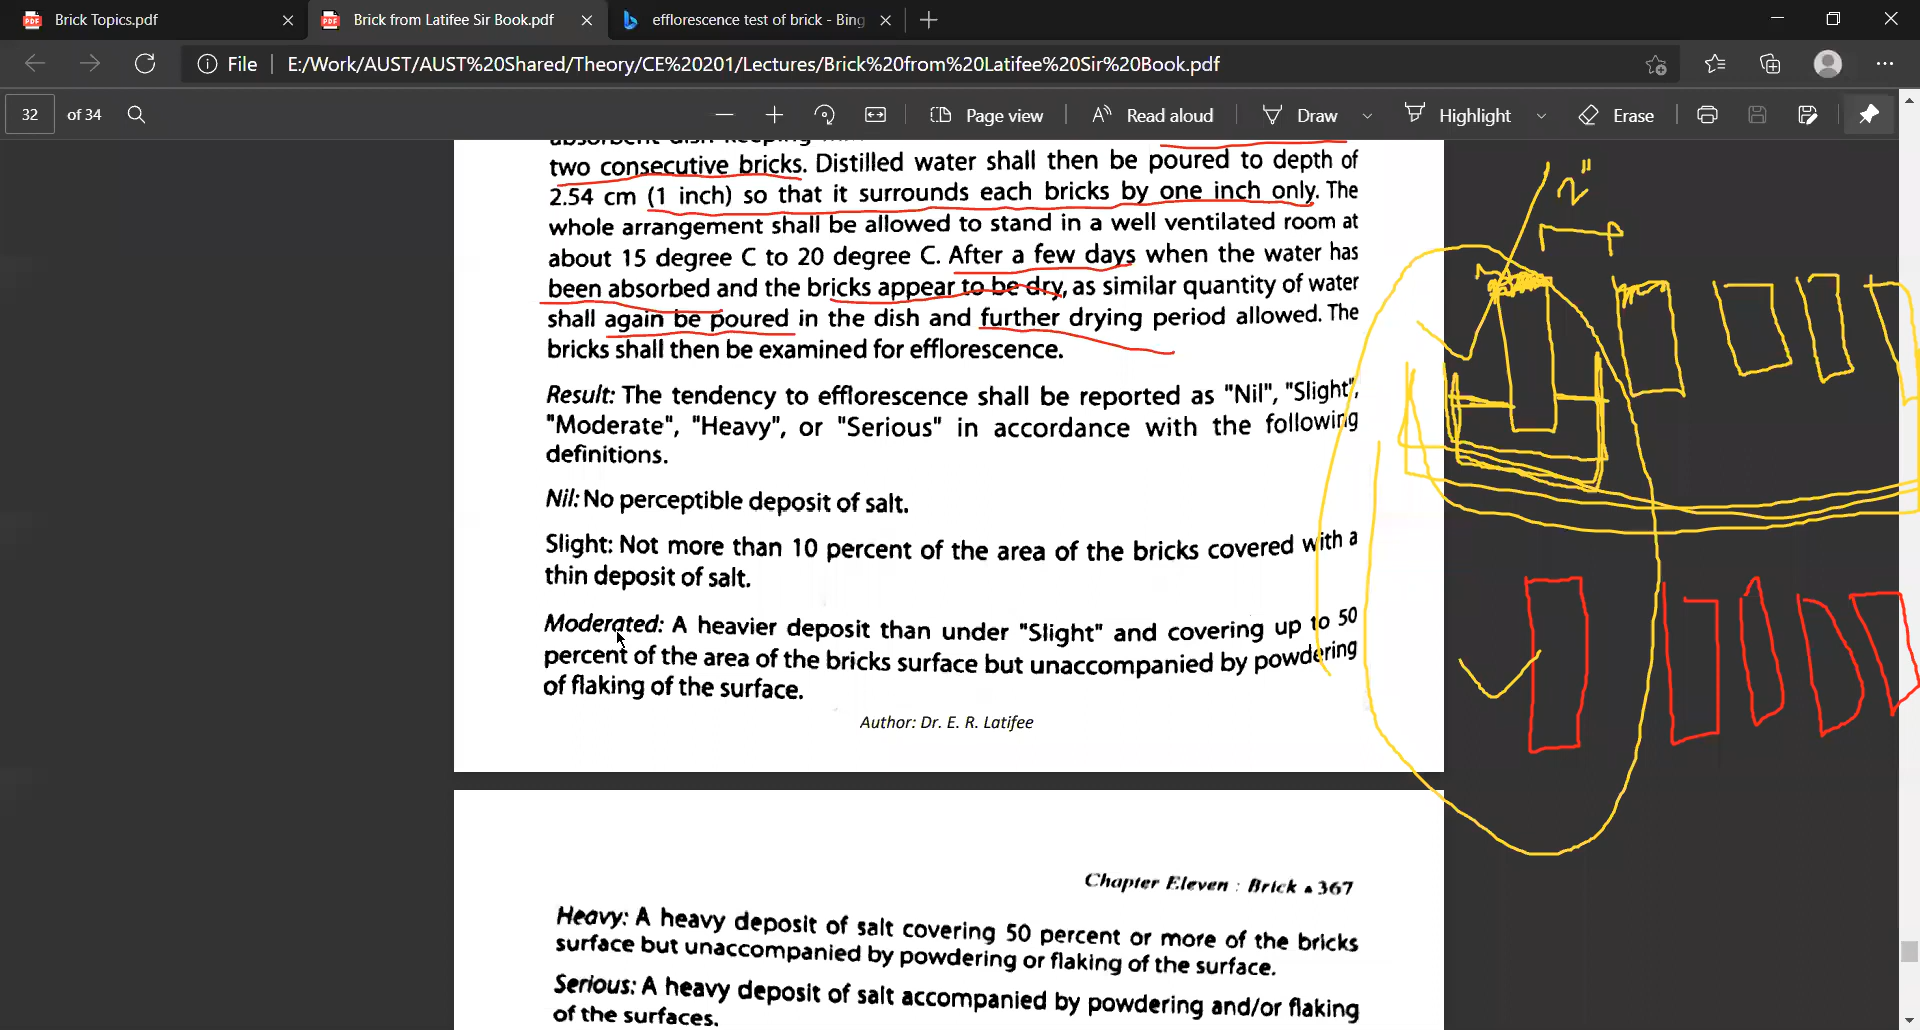 Brick Topics.pdf
Brick from Latifee Sir Book.pdf
efflorescence test of brick - Bing
File
E:/Work/AUST/AUST%20Shared/Theory/CE%20201/Lectures/Brick%20from%20Latifee%20Sir%20Book.pdf
32 of 34
Page view
Read aloud
Draw
Highlight
Erase
two consecutive bricks. Distilled water shall then be poured to depth of
2.54 cm (1 inch) so that it surrounds each bricks by one inch only. The
whole arrangement shall be allowed to stand in a well ventilated room at
about 15 degree C to 20 degree C. After a few days when the water has
been absorbed and the bricks appear to be dry, as similar quantity of water
shall again be poured in the dish and further drying period allowed. The
bricks shall then be examined for efflorescence.
Result: The tendency to efflorescence shall be reported as "Nil", "Slight",
"Moderate", "Heavy", or "Serious" in accordance with the following
definitions.
Nil: No perceptible deposit of salt.
Slight: Not more than 10 percent of the area of the bricks covered with a
thin deposit of salt.
Moderated: A heavier deposit than under "Slight" and covering up to 50
percent of the area of the bricks surface but unaccompanied by powdering
of flaking of the surface.
Author: Dr. E. R. Latifee
2"
Chapter Eleven : Brick ▲ 367
Heavy: A heavy deposit of salt covering 50 percent or more of the bricks
surface but unaccompanied by powdering or flaking of the surface.
Serious: A heavy deposit of salt accompanied by powdering and/or flaking
of the surfaces.